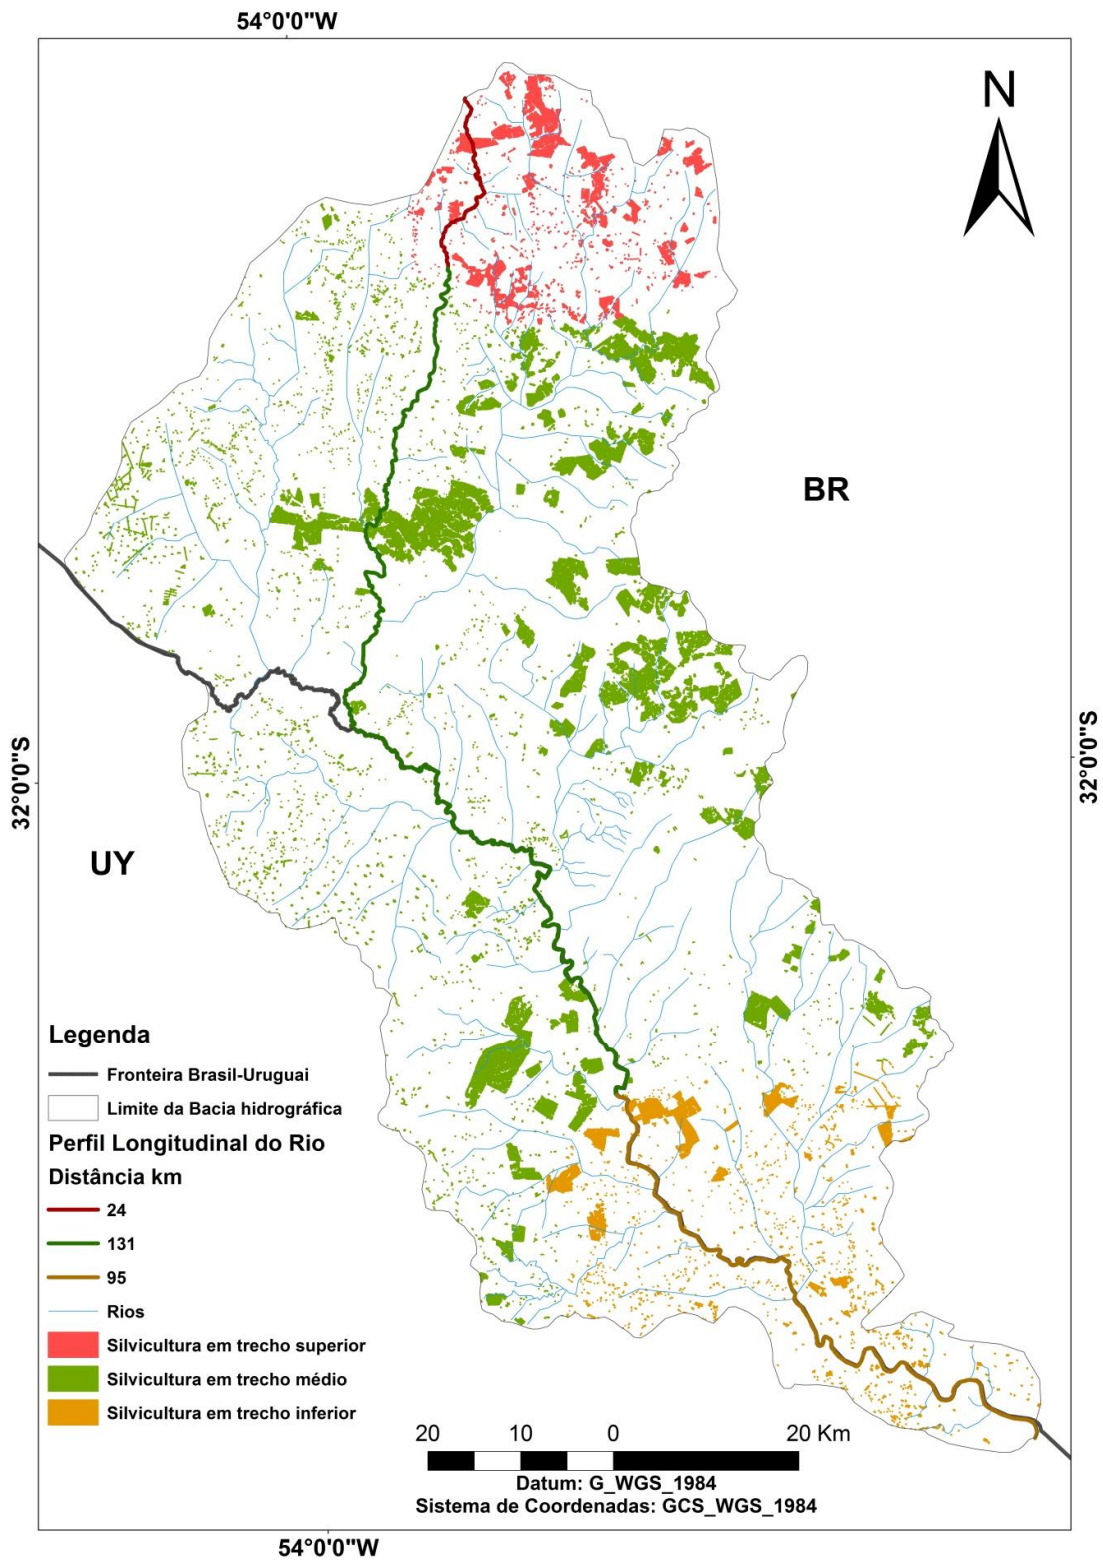 54°0'0"W
N
BR
32°0'0"S
32°0'0"S
UY
Legenda
Fronteira Brasil-Uruguai
Limite da Bacia hidrográfica
Perfil Longitudinal do Rio
Distância km
24
131
95
Rios
Silvicultura em trecho superior
Silvicultura em trecho médio
Silvicultura em trecho inferior
20 10 0 20 Km
Datum: G_WGS_1984
Sistema de Coordenadas: GCS_WGS_1984
54°0'0"W